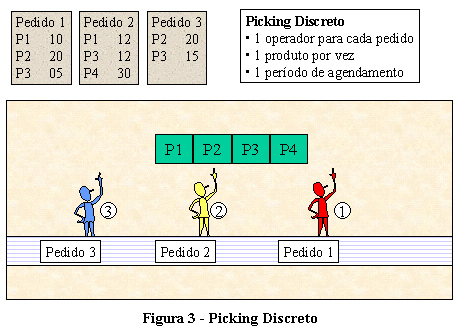 Pedido 1
P1 10
P2 20
P3 05
Pedido 2
P1 12
P3 12
P4 30
Pedido 3
P2 20
P3 15
Picking Discreto
• 1 operador para cada pedido
• 1 produto por vez
• 1 período de agendamento
P1 P2 P3 P4
3 2 1
Pedido 3 Pedido 2 Pedido 1
Figura 3 - Picking Discreto